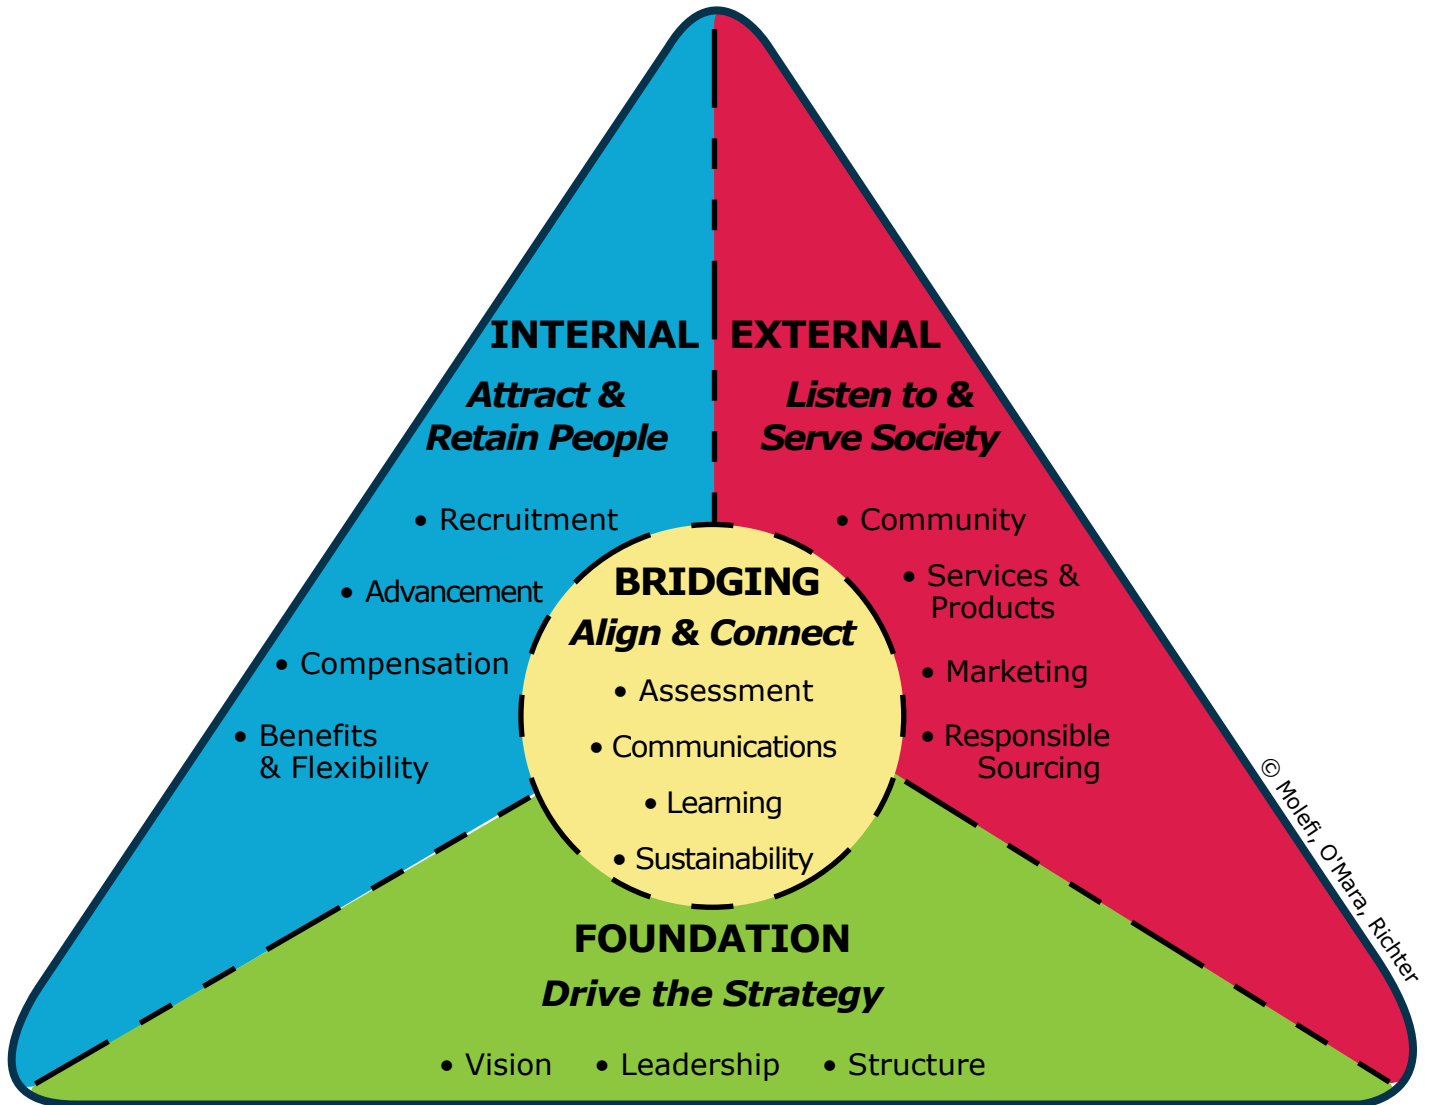 INTERNAL
Attract &
Retain People
• Recruitment
• Advancement
• Compensation
• Benefits
& Flexibility
EXTERNAL
Listen to &
Serve Society
• Community
• Services &
Products
• Marketing
• Responsible
Sourcing
BRIDGING
Align & Connect
• Assessment
• Communications
• Learning
• Sustainability
FOUNDATION
Drive the Strategy
• Vision • Leadership • Structure
© Molefi, O'Mara, Richter